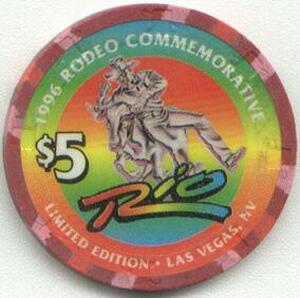 1996 RODEO COMMEMORATIVE
$5
Rio
LIMITED EDITION • LAS VEGAS, NV